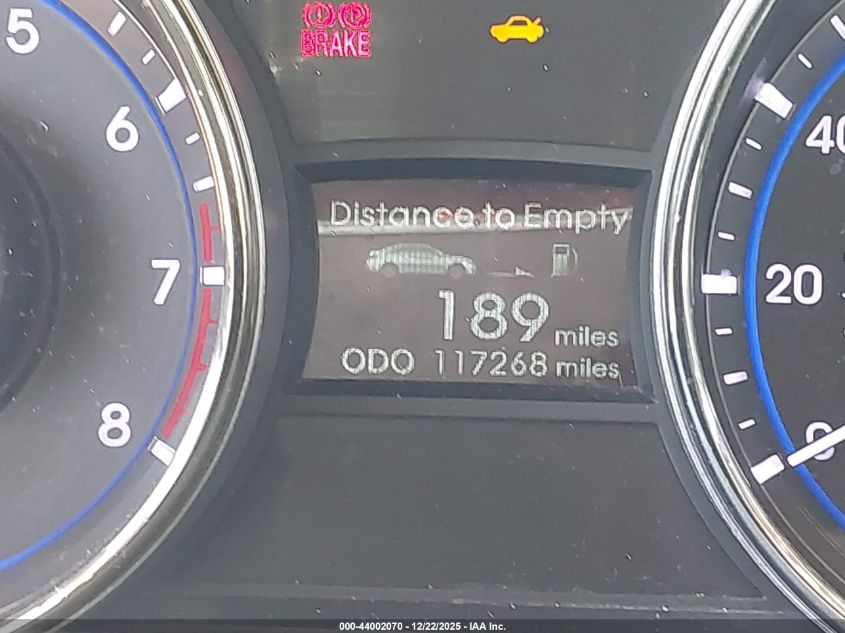 5
6
7
8
(!) (P)
BRAKE
Distance to Empty
189 miles
ODO 117268 miles
40
20
0
000-44002070 - 12/22/2025 - IAA Inc.